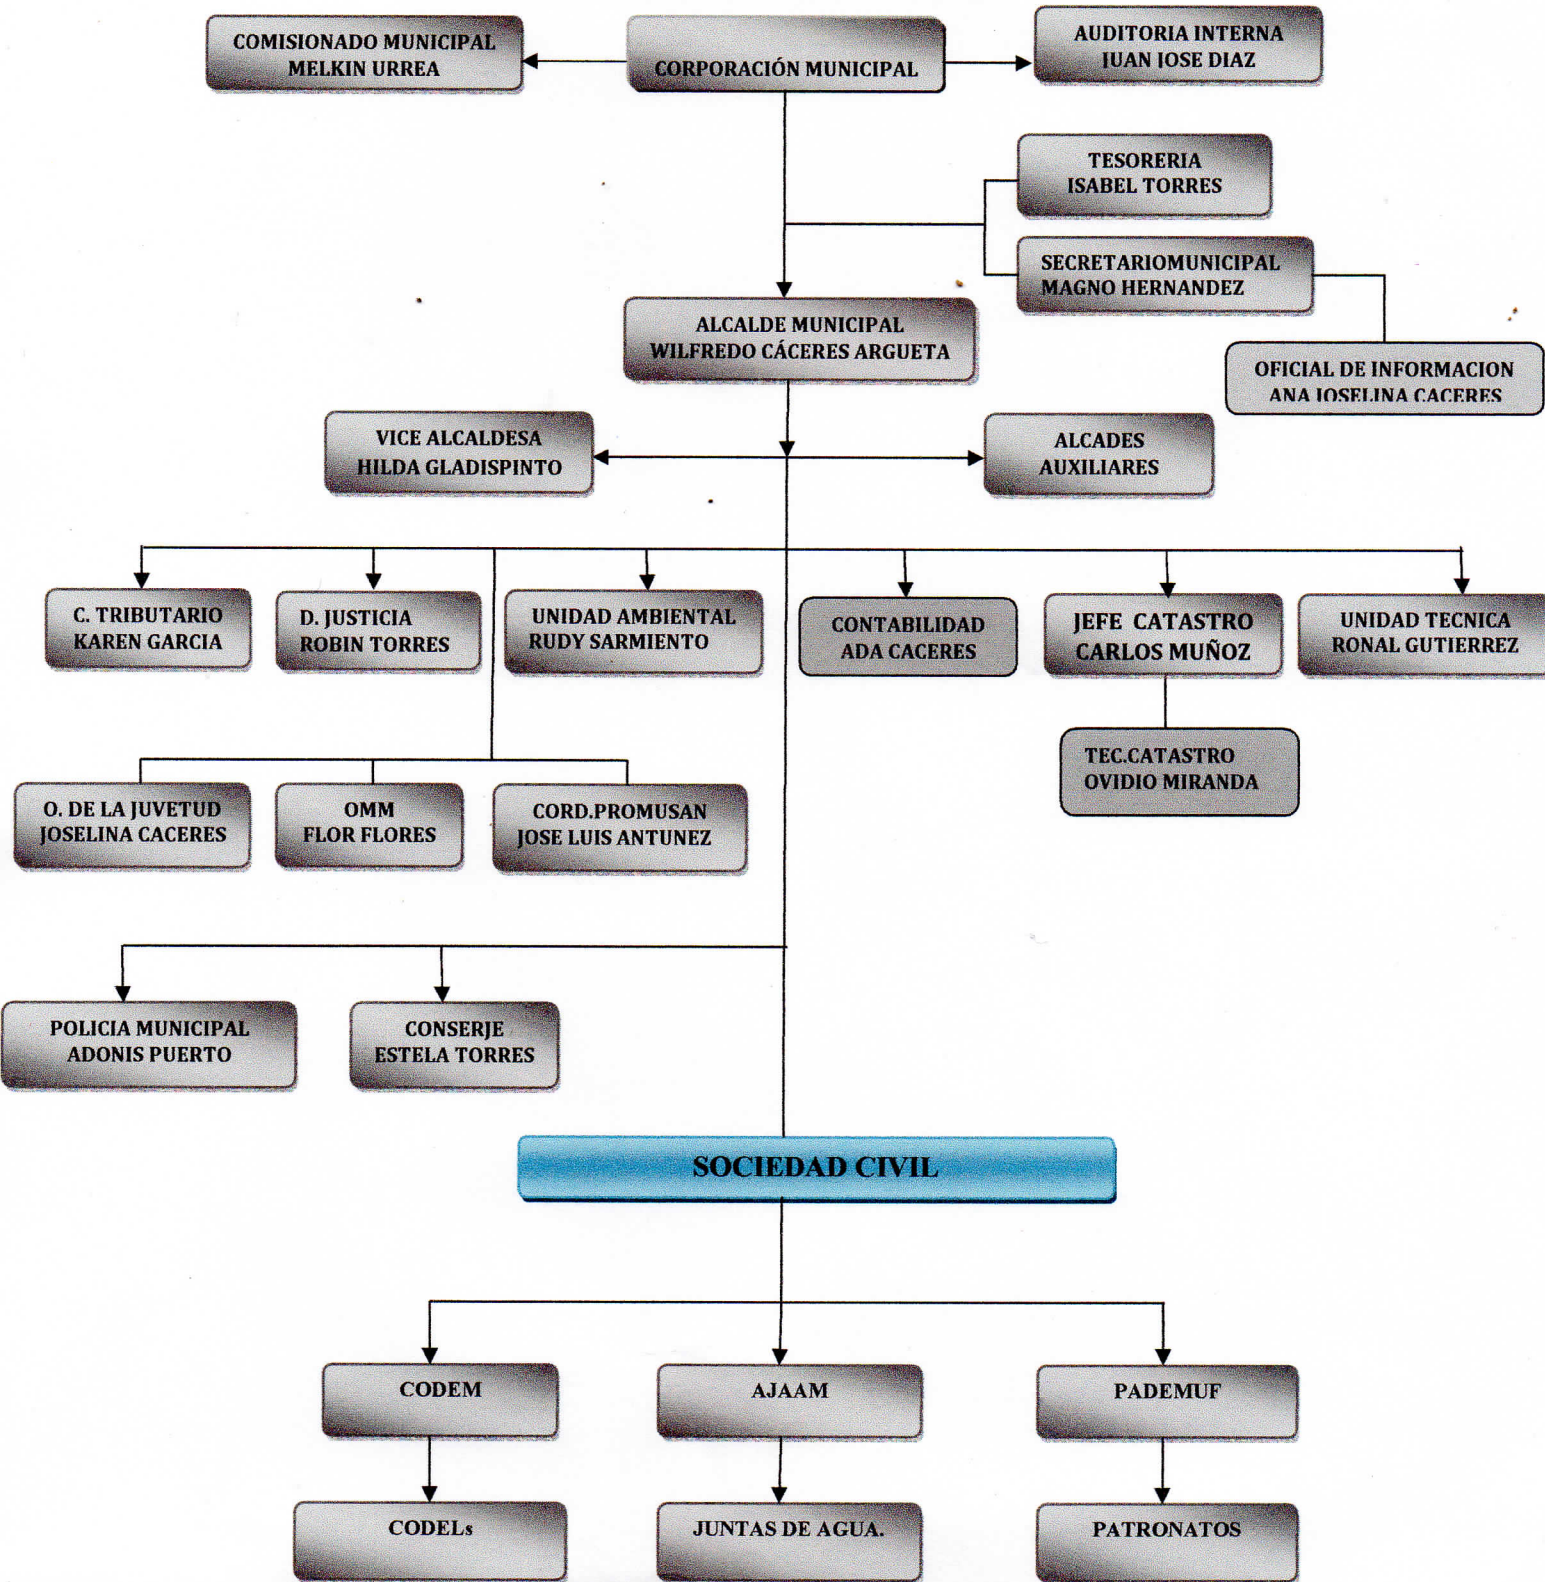 COMISIONADO MUNICIPAL
MELKIN URREA
CORPORACIÓN MUNICIPAL
AUDITORIA INTERNA
JUAN JOSE DIAZ
TESORERIA
ISABEL TORRES
SECRETARIOMUNICIPAL
MAGNO HERNANDEZ
ALCALDE MUNICIPAL
WILFREDO CÁCERES ARGUETA
OFICIAL DE INFORMACION
ANA JOSELINA CACERES
VICE ALCALDESA
HILDA GLADISPINTO
ALCADES
AUXILIARES
C. TRIBUTARIO
KAREN GARCIA
D. JUSTICIA
ROBIN TORRES
UNIDAD AMBIENTAL
RUDY SARMIENTO
CONTABILIDAD
ADA CACERES
JEFE CATASTRO
CARLOS MUÑOZ
UNIDAD TECNICA
RONAL GUTIERREZ
TEC.CATASTRO
OVIDIO MIRANDA
O. DE LA JUVETUD
JOSELINA CACERES
OMM
FLOR FLORES
CORD.PROMUSAN
JOSE LUIS ANTUNEZ
POLICIA MUNICIPAL
ADONIS PUERTO
CONSERJE
ESTELA TORRES
SOCIEDAD CIVIL
CODEM
AJAAM
PADEMUF
CODELs
JUNTAS DE AGUA.
PATRONATOS